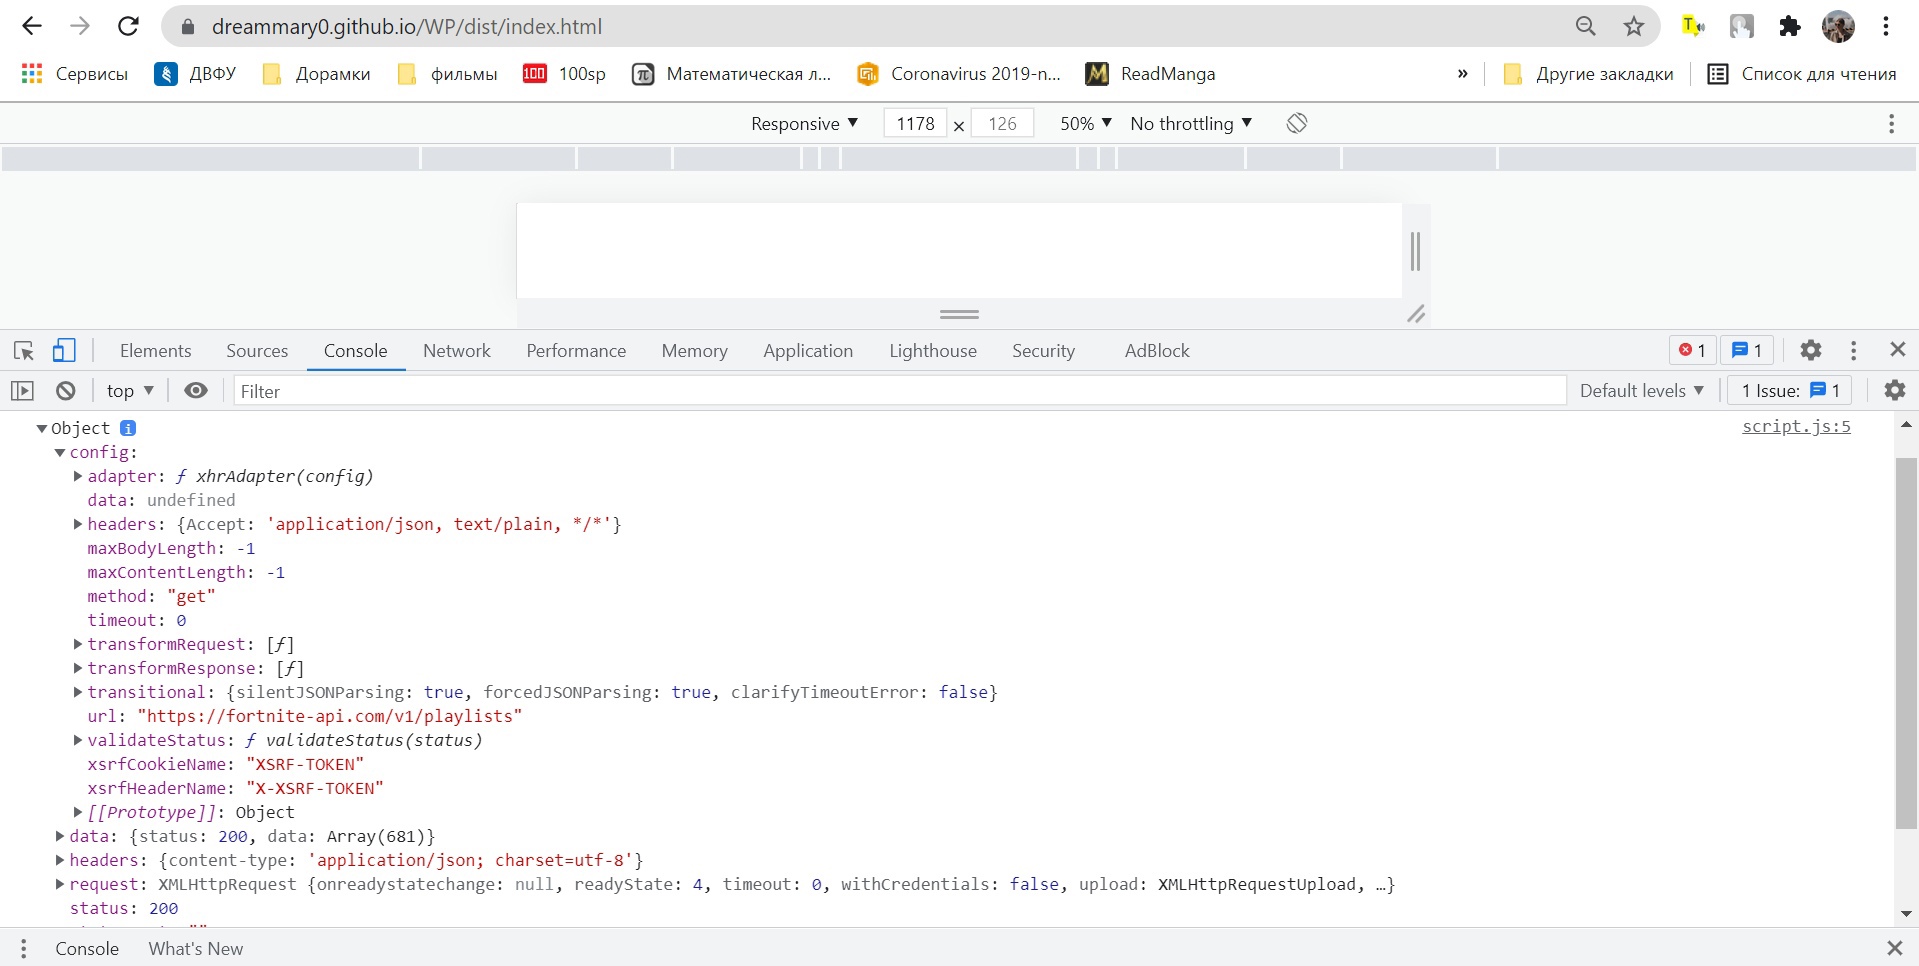 dreammary0.github.io/WP/dist/index.html
T
Сервисы ДВФУ Дорамки фильмы 100 100sp π Математическая л... Coronavirus 2019-n... M ReadManga » Другие закладки Список для чтения
Responsive ▼ 1178 × 126 50% ▼ No throttling ▼
Elements Sources Console Network Performance Memory Application Lighthouse Security AdBlock 1 1
top ▼ Filter Default levels ▼ 1 Issue: 1
▼Object i script.js:5
▼config:
▶adapter: ƒ xhrAdapter(config)
data: undefined
▶headers: {Accept: 'application/json, text/plain, */*'}
maxBodyLength: -1
maxContentLength: -1
method: "get"
timeout: 0
▶transformRequest: [ƒ]
▶transformResponse: [ƒ]
▶transitional: {silentJSONParsing: true, forcedJSONParsing: true, clarifyTimeoutError: false}
url: "https://fortnite-api.com/v1/playlists"
▶validateStatus: ƒ validateStatus(status)
xsrfCookieName: "XSRF-TOKEN"
xsrfHeaderName: "X-XSRF-TOKEN"
▶[[Prototype]]: Object
▶data: {status: 200, data: Array(681)}
▶headers: {content-type: 'application/json; charset=utf-8'}
▶request: XMLHttpRequest {onreadystatechange: null, readyState: 4, timeout: 0, withCredentials: false, upload: XMLHttpRequestUpload, …}
status: 200
Console What's New